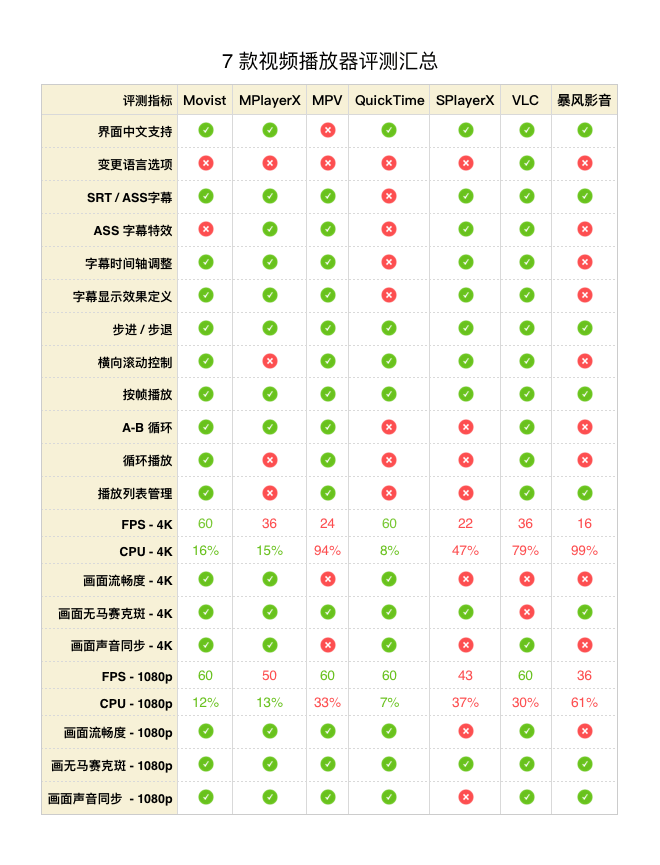 7 款视频播放器评测汇总
评测指标 Movist MPlayerX MPV QuickTime SPlayerX VLC 暴风影音
界面中文支持
变更语言选项
SRT / ASS字幕
ASS 字幕特效
字幕时间轴调整
字幕显示效果定义
步进 / 步退
横向滚动控制
按帧播放
A-B 循环
循环播放
播放列表管理
FPS - 4K 60 36 24 60 22 36 16
CPU - 4K 16% 15% 94% 8% 47% 79% 99%
画面流畅度 - 4K
画面无马赛克斑 - 4K
画面声音同步 - 4K
FPS - 1080p 60 50 60 60 43 60 36
CPU - 1080p 12% 13% 33% 7% 37% 30% 61%
画面流畅度 - 1080p
画无马赛克斑 - 1080p
画面声音同步 - 1080p